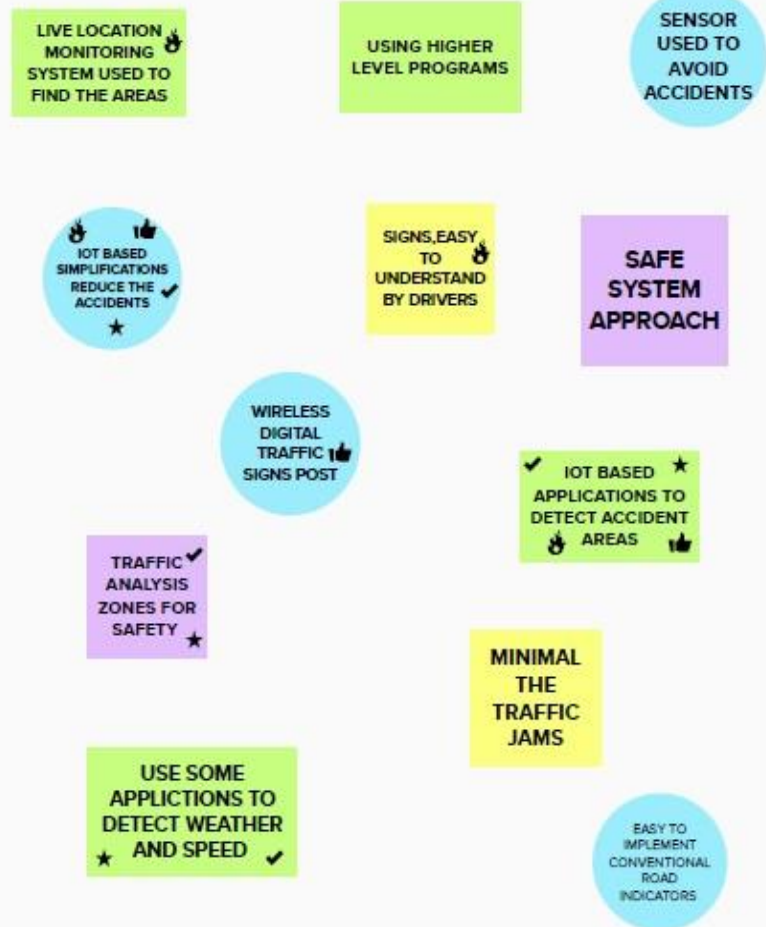 LIVE LOCATION
MONITORING
SYSTEM USED TO
FIND THE AREAS
USING HIGHER
LEVEL PROGRAMS
SENSOR
USED TO
AVOID
ACCIDENTS
IOT BASED
SIMPLIFICATIONS
REDUCE THE
ACCIDENTS
SIGNS,EASY
TO
UNDERSTAND
BY DRIVERS
SAFE
SYSTEM
APPROACH
WIRELESS
DIGITAL
TRAFFIC
SIGNS POST
IOT BASED
APPLICATIONS TO
DETECT ACCIDENT
AREAS
TRAFFIC
ANALYSIS
ZONES FOR
SAFETY
MINIMAL
THE
TRAFFIC
JAMS
USE SOME
APPLICTIONS TO
DETECT WEATHER
AND SPEED
EASY TO
IMPLEMENT
CONVENTIONAL
ROAD
INDICATORS